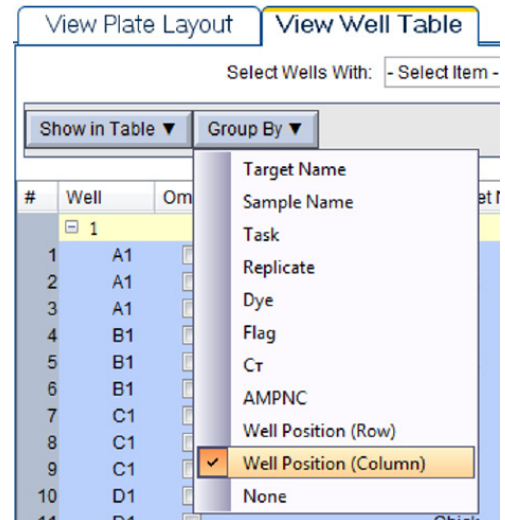 View Plate Layout View Well Table
Select Wells With: - Select Item -
Show in Table ▼ Group By ▼
Target Name
# Well Om
Sample Name
1
Task
1 A1
Replicate
2 A1
Dye
3 A1
Flag
4 B1
Cт
5 B1
AMPNC
6 B1
Well Position (Row)
7 C1
8 C1
Well Position (Column)
9 C1
None
10 D1